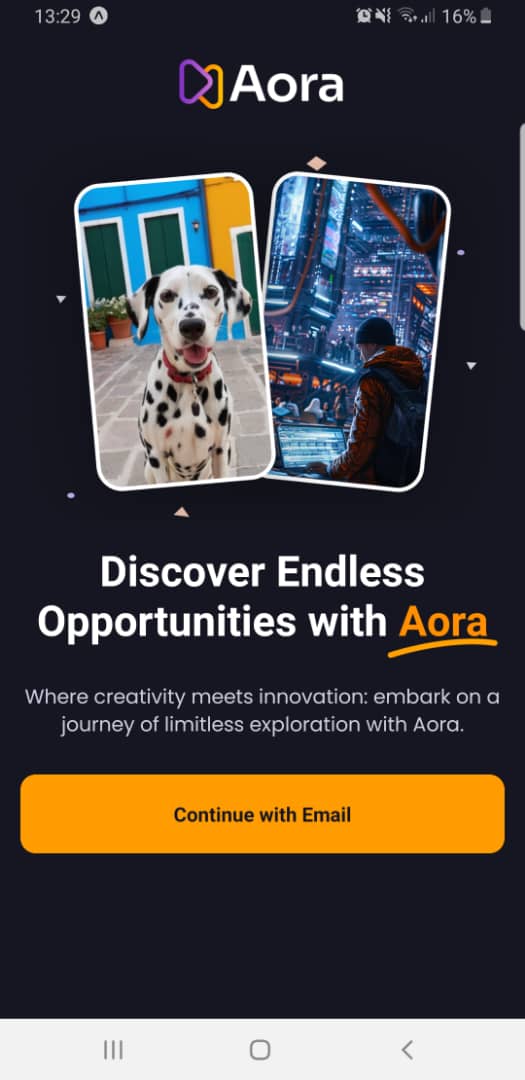 13:29
16%
Aora
Discover Endless
Opportunities with Aora
Where creativity meets innovation: embark on a
journey of limitless exploration with Aora.
Continue with Email